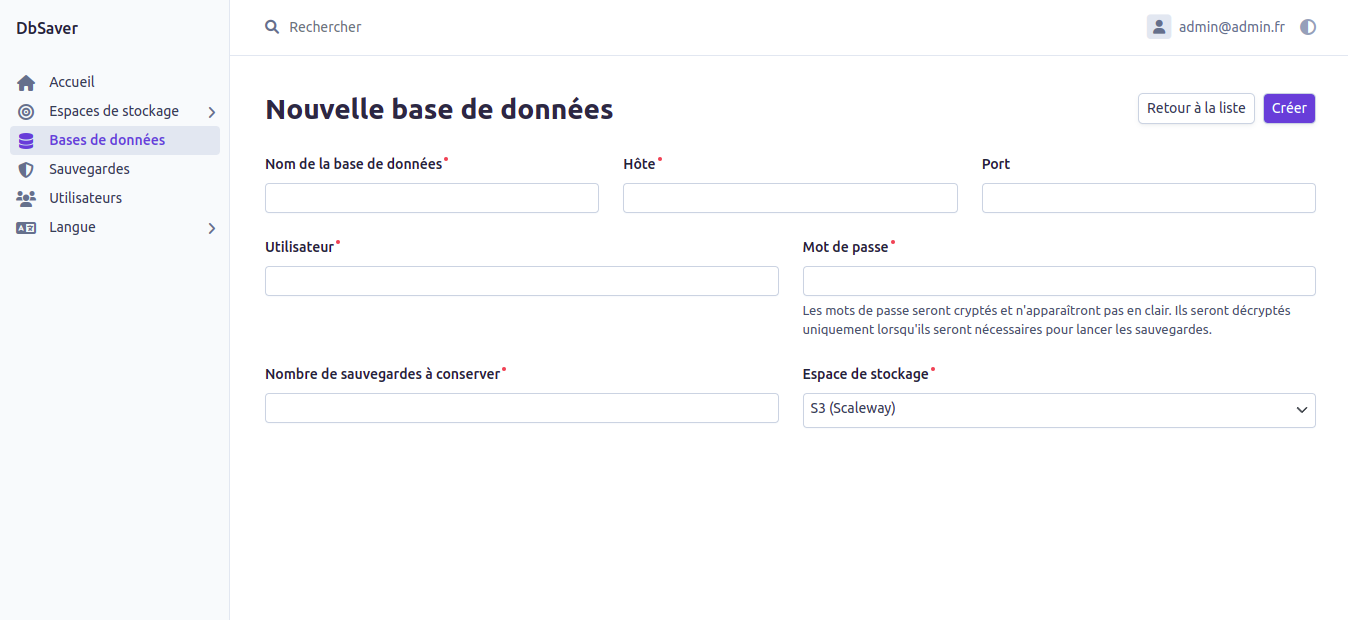 DbSaver
Accueil
Espaces de stockage
Bases de données
Sauvegardes
Utilisateurs
Langue
Rechercher
admin@admin.fr
Nouvelle base de données
Retour à la liste
Créer
Nom de la base de données
Hôte
Port
Utilisateur
Mot de passe
Les mots de passe seront cryptés et n'apparaîtront pas en clair. Ils seront décryptés
uniquement lorsqu'ils seront nécessaires pour lancer les sauvegardes.
Nombre de sauvegardes à conserver
Espace de stockage
S3 (Scaleway)